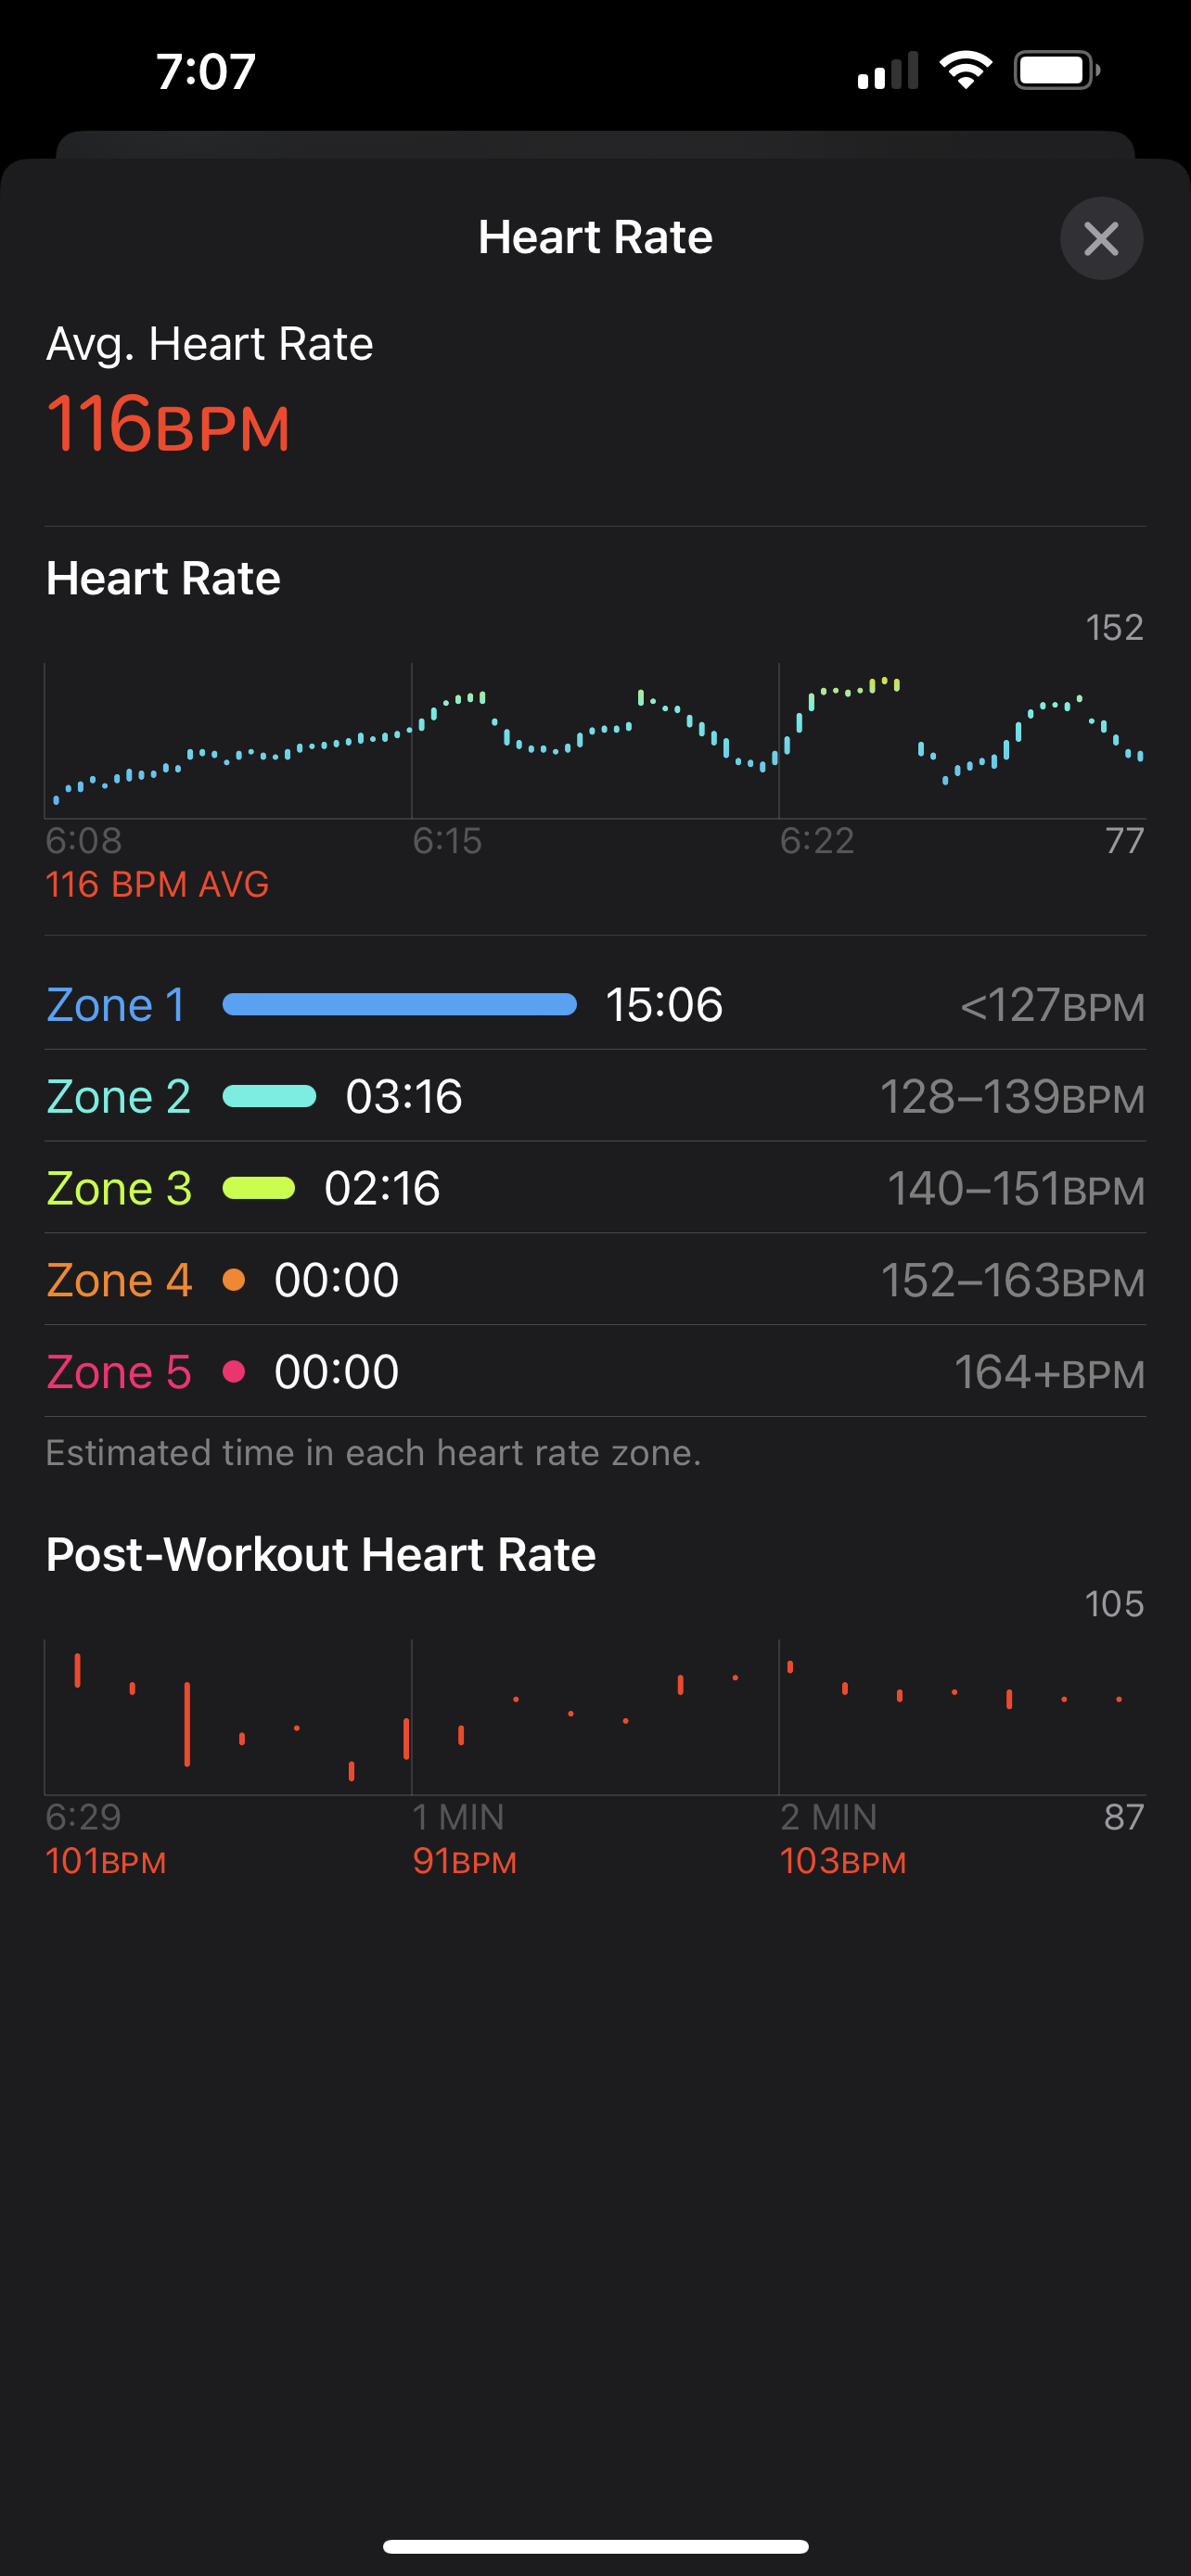 7:07
Heart Rate
Avg. Heart Rate
116BPM
Heart Rate
152
6:08 6:15 6:22 77
116 BPM AVG
Zone 1 15:06 <127BPM
Zone 2 03:16 128–139BPM
Zone 3 02:16 140–151BPM
Zone 4 00:00 152–163BPM
Zone 5 00:00 164+BPM
Estimated time in each heart rate zone.
Post-Workout Heart Rate
105
6:29 1 MIN 2 MIN 87
101BPM 91BPM 103BPM